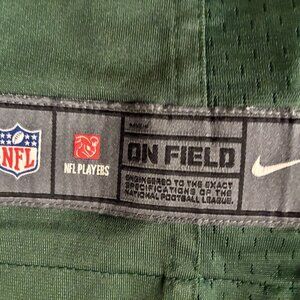 NFL
NFL PLAYERS
ON FIELD
ENGINEERED TO THE EXACT
SPECIFICATIONS OF THE
NATIONAL FOOTBALL LEAGUE.